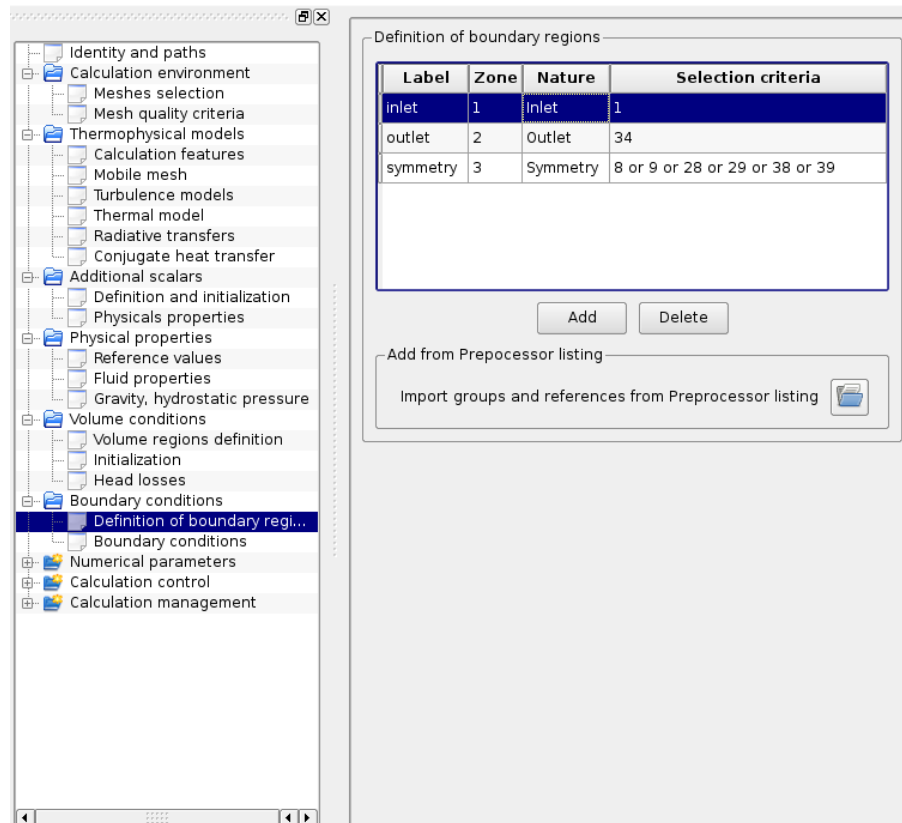 Identity and paths
Calculation environment
Meshes selection
Mesh quality criteria
Thermophysical models
Calculation features
Mobile mesh
Turbulence models
Thermal model
Radiative transfers
Conjugate heat transfer
Additional scalars
Definition and initialization
Physicals properties
Physical properties
Reference values
Fluid properties
Gravity, hydrostatic pressure
Volume conditions
Volume regions definition
Initialization
Head losses
Boundary conditions
Definition of boundary regi...
Boundary conditions
Numerical parameters
Calculation control
Calculation management
Definition of boundary regions
Label Zone Nature Selection criteria
inlet 1 Inlet 1
outlet 2 Outlet 34
symmetry 3 Symmetry 8 or 9 or 28 or 29 or 38 or 39
Add Delete
Add from Prepocessor listing
Import groups and references from Preprocessor listing